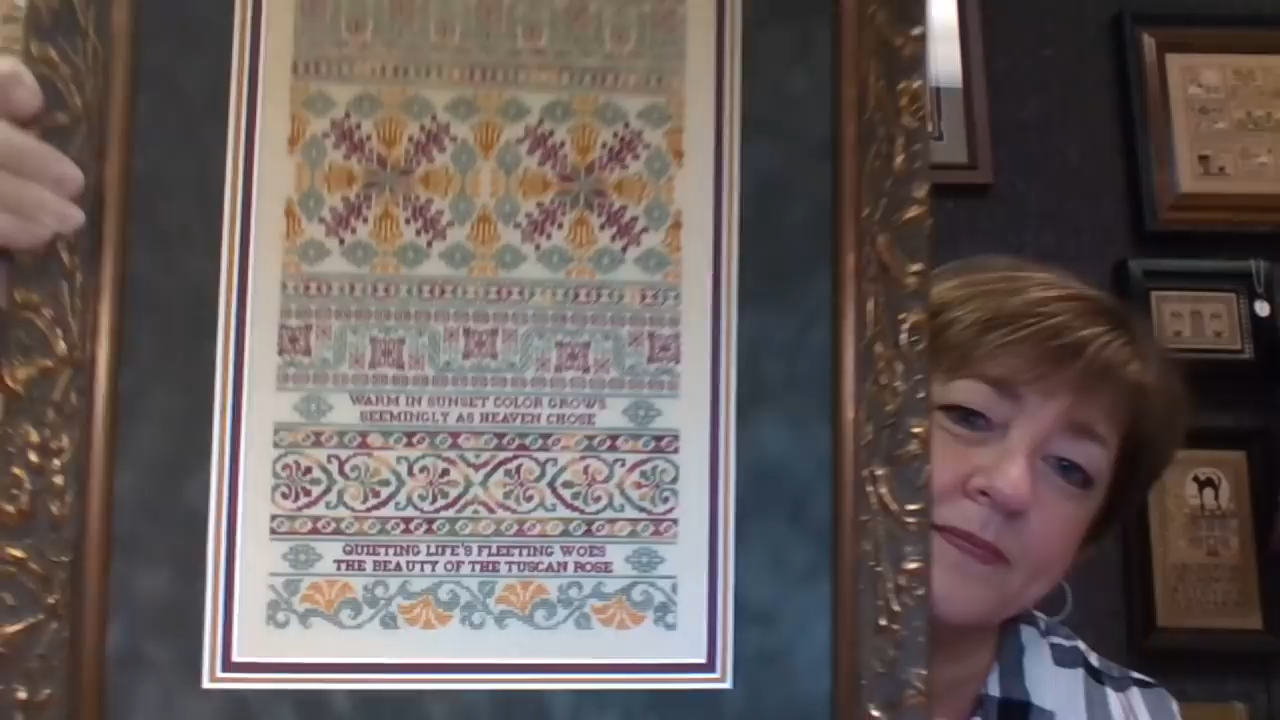 WARM IN SUNSET COLOR GROWS
SEEMINGLY AS HEAVEN CHOSE
QUIETING LIFE'S FLEETING WOES
THE BEAUTY OF THE TUSCAN ROSE